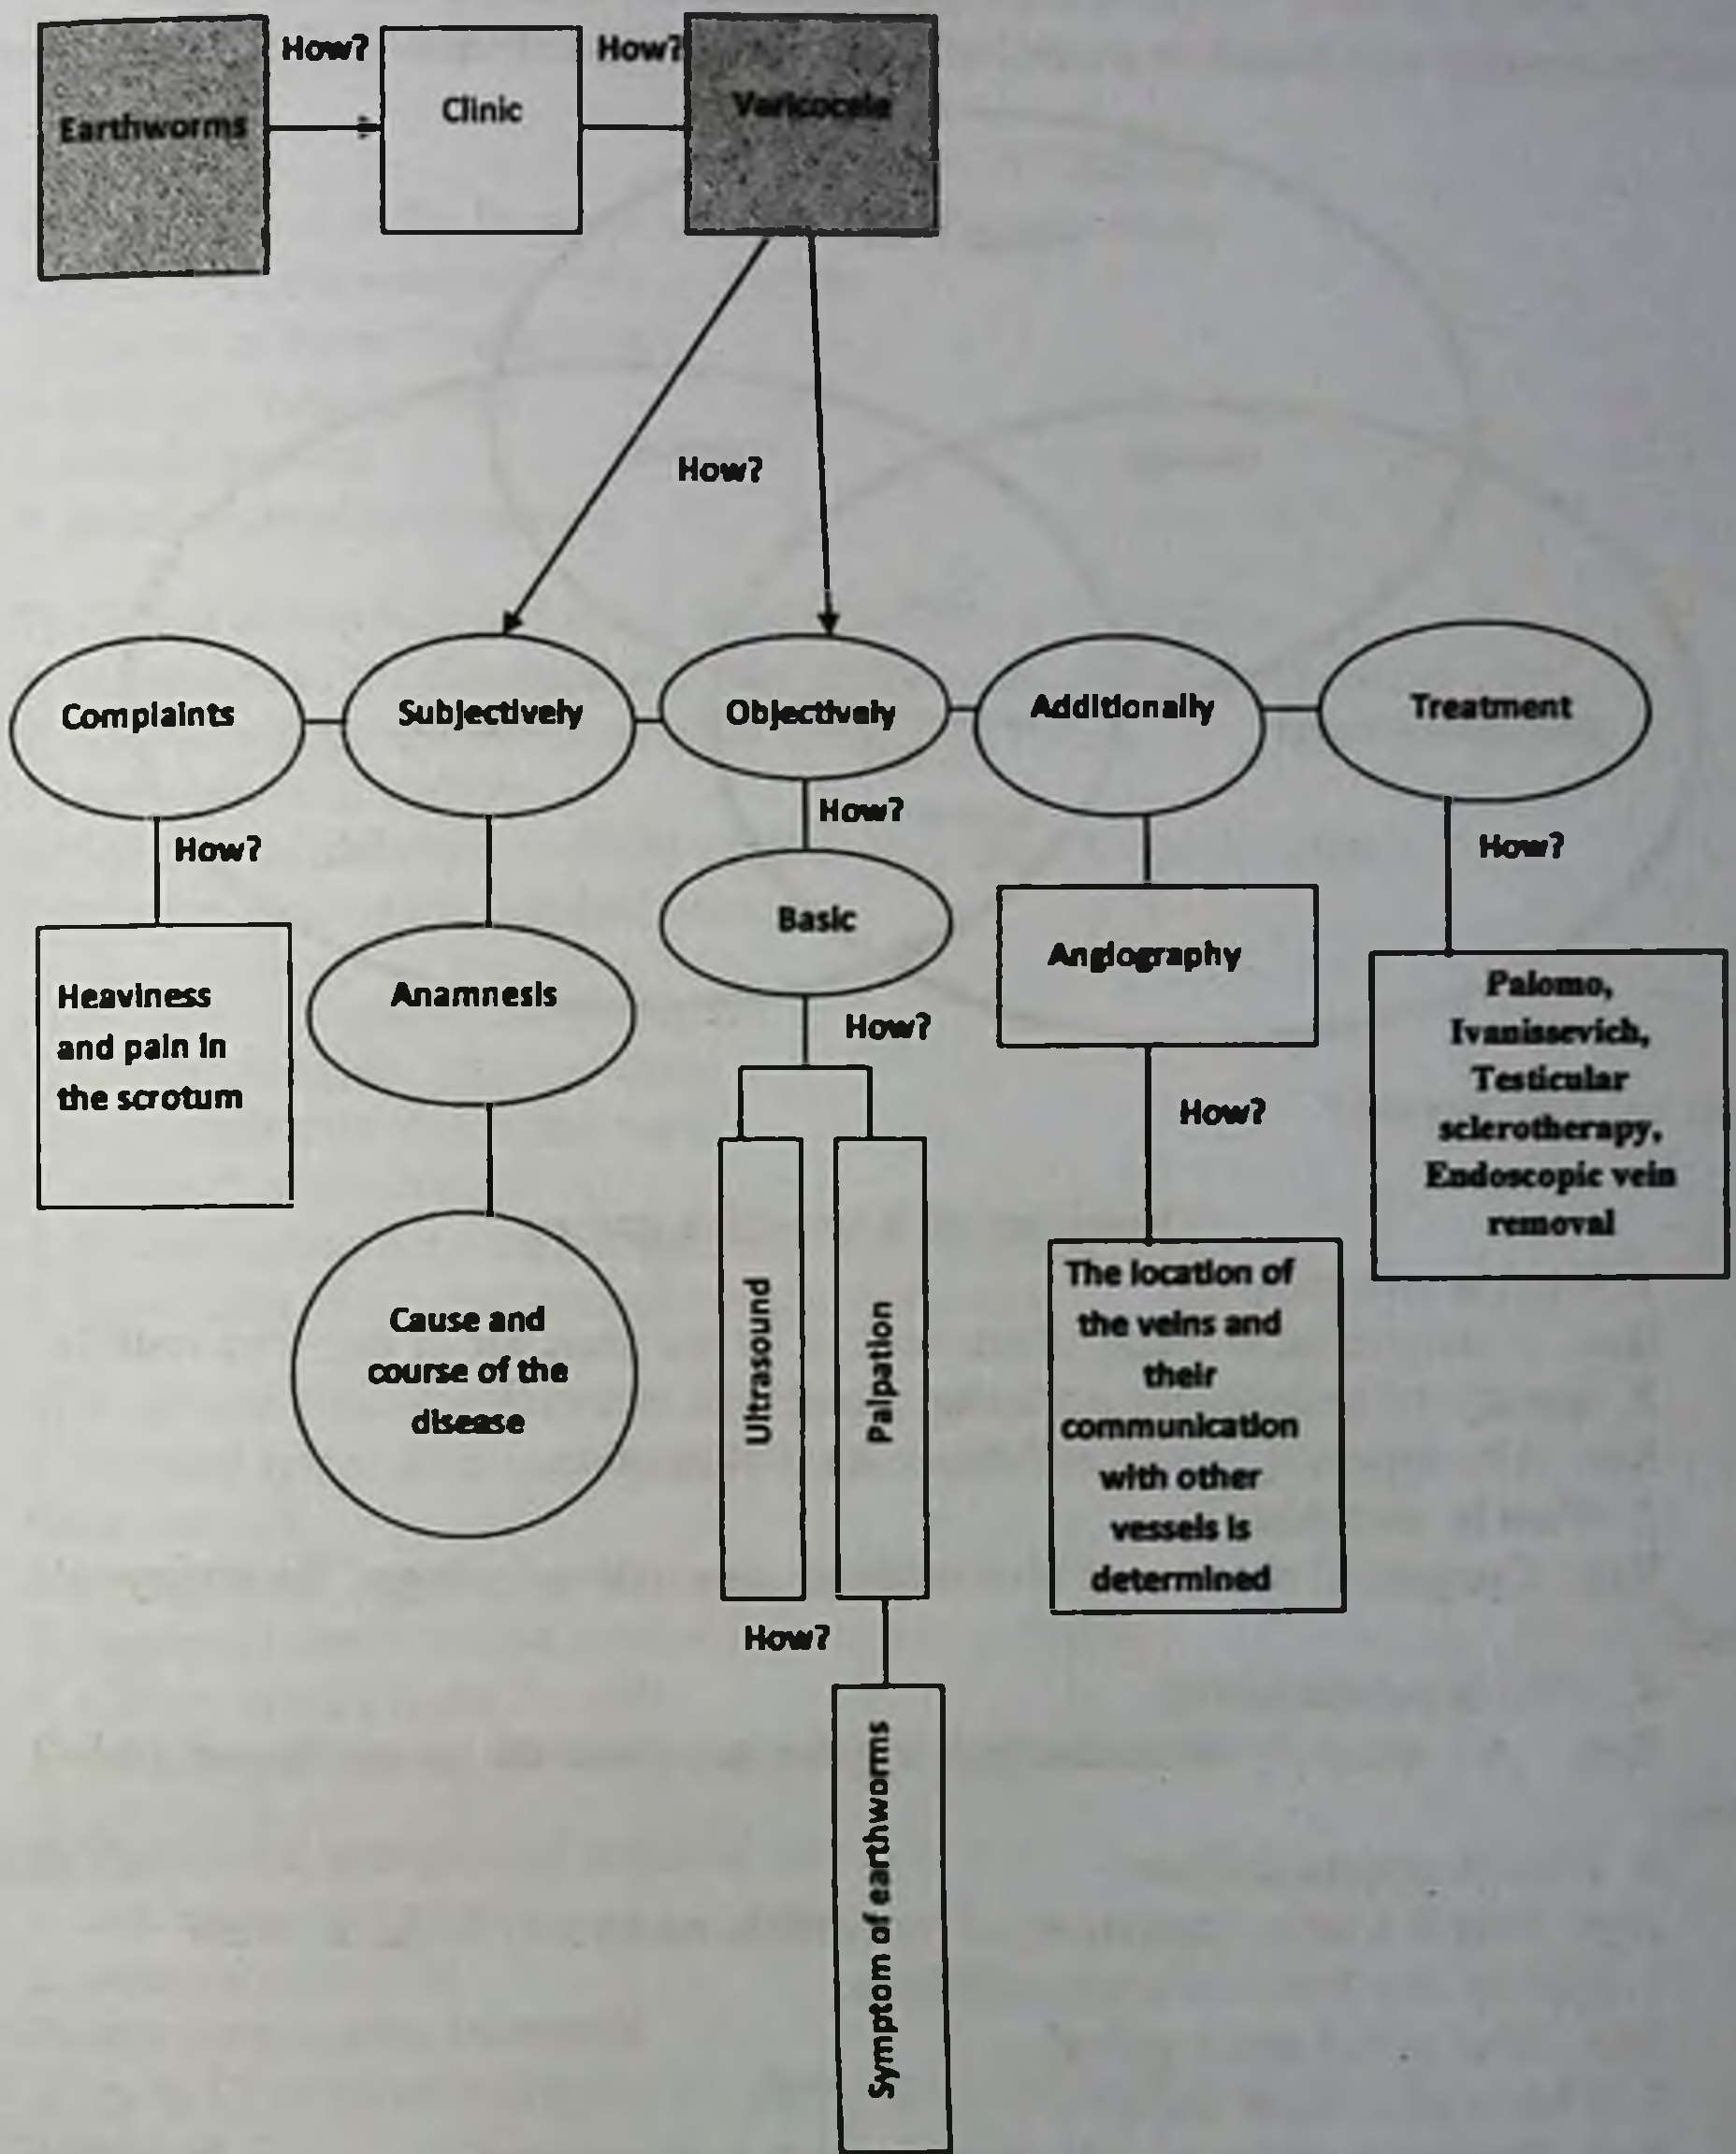 Earthworms
How?
Clinic
How?
Varicocele
How?
Complaints
Subjectively
Objectively
Additionally
Treatment
How?
Heaviness
and pain in
the scrotum
Anamnesis
Cause and
course of the
disease
How?
Basic
How?
Ultrasound
Palpation
How?
Symptom of earthworms
Angiography
How?
The location of
the veins and
their
communication
with other
vessels is
determined
How?
Palomo,
Ivanissevich,
Testicular
sclerotherapy,
Endoscopic vein
removal